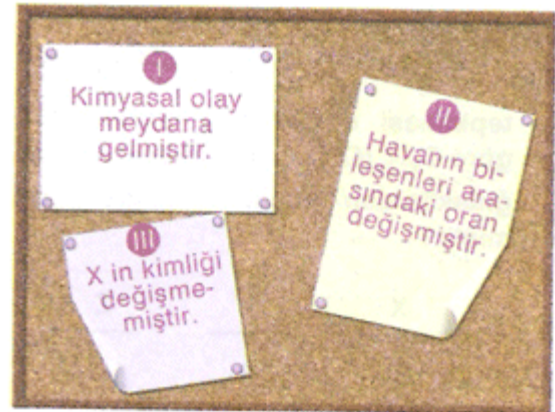 I
Kimyasal olay
meydana
gelmiştir.
II
Havanın bi-
leşenleri ara-
sındaki oran
değişmiştir.
III
X in kimliği
değişme-
miştir.